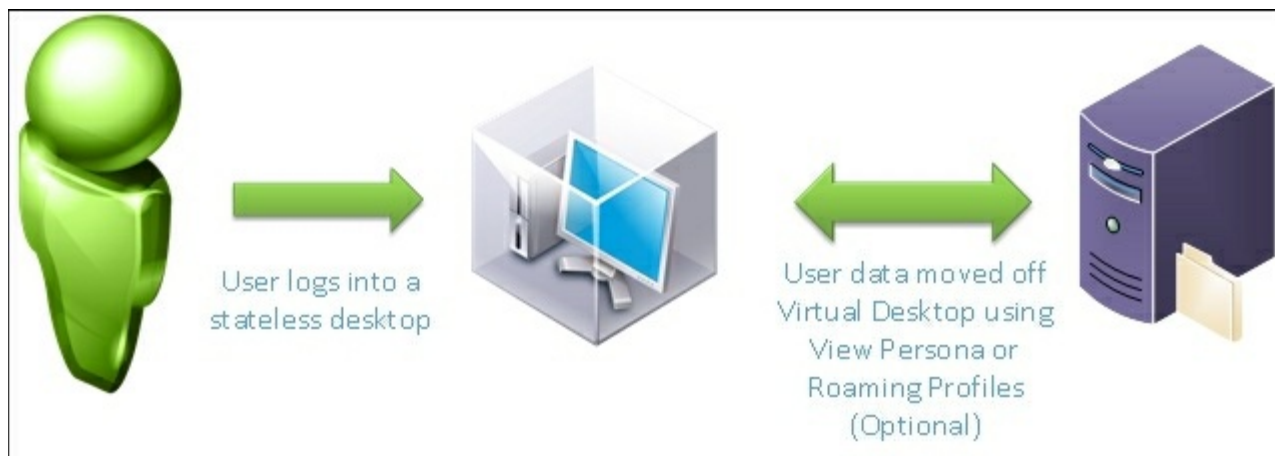 User logs into a
stateless desktop
User data moved off
Virtual Desktop using
View Persona or
Roaming Profiles
(Optional)